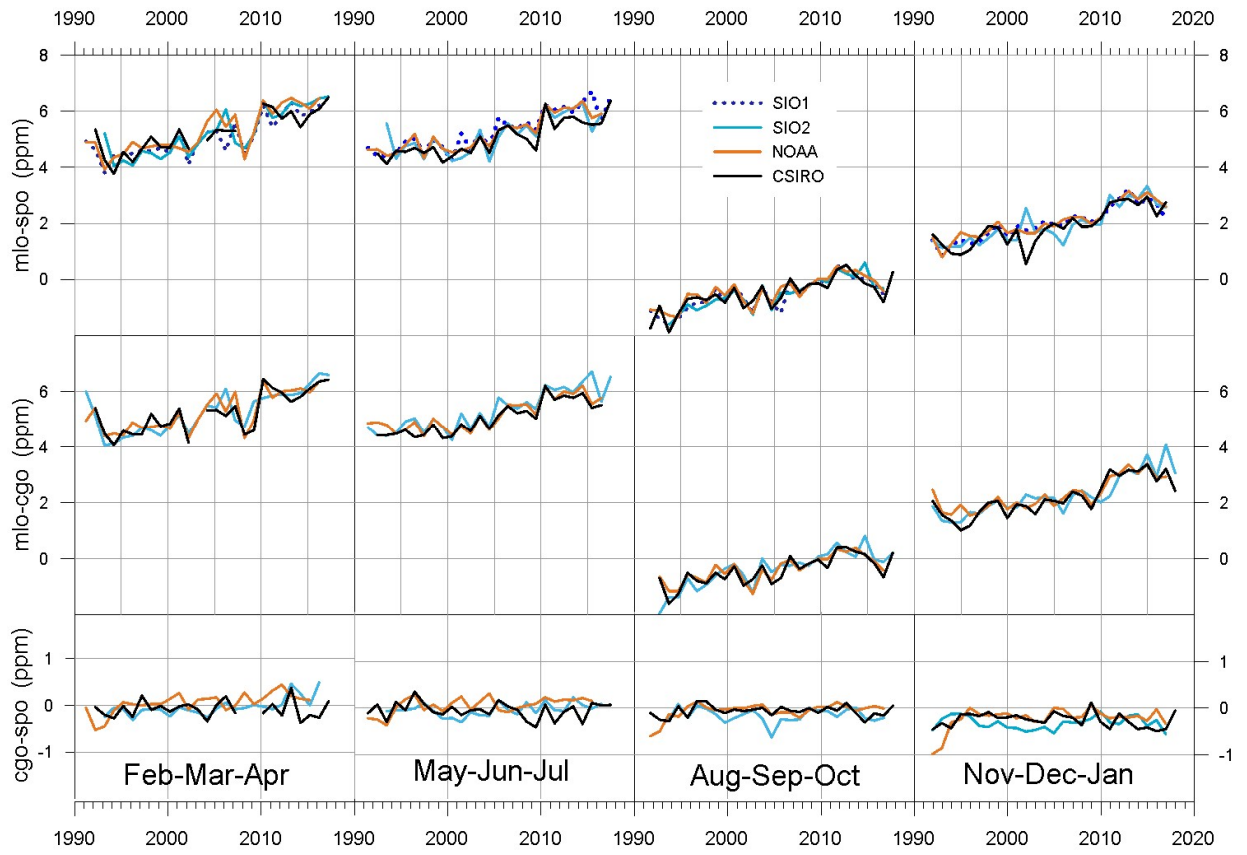 1990 2000 2010 1990 2000 2010 1990 2000 2010 1990 2000 2010 2020
8 8
6 6
4 4
2 2
0 0
mlo-spo (ppm)
SIO1
SIO2
NOAA
CSIRO
6 6
4 4
2 2
0 0
mlo-cgo (ppm)
1 1
0 0
-1 -1
cgo-spo (ppm)
Feb-Mar-Apr May-Jun-Jul Aug-Sep-Oct Nov-Dec-Jan
1990 2000 2010 1990 2000 2010 1990 2000 2010 1990 2000 2010 2020